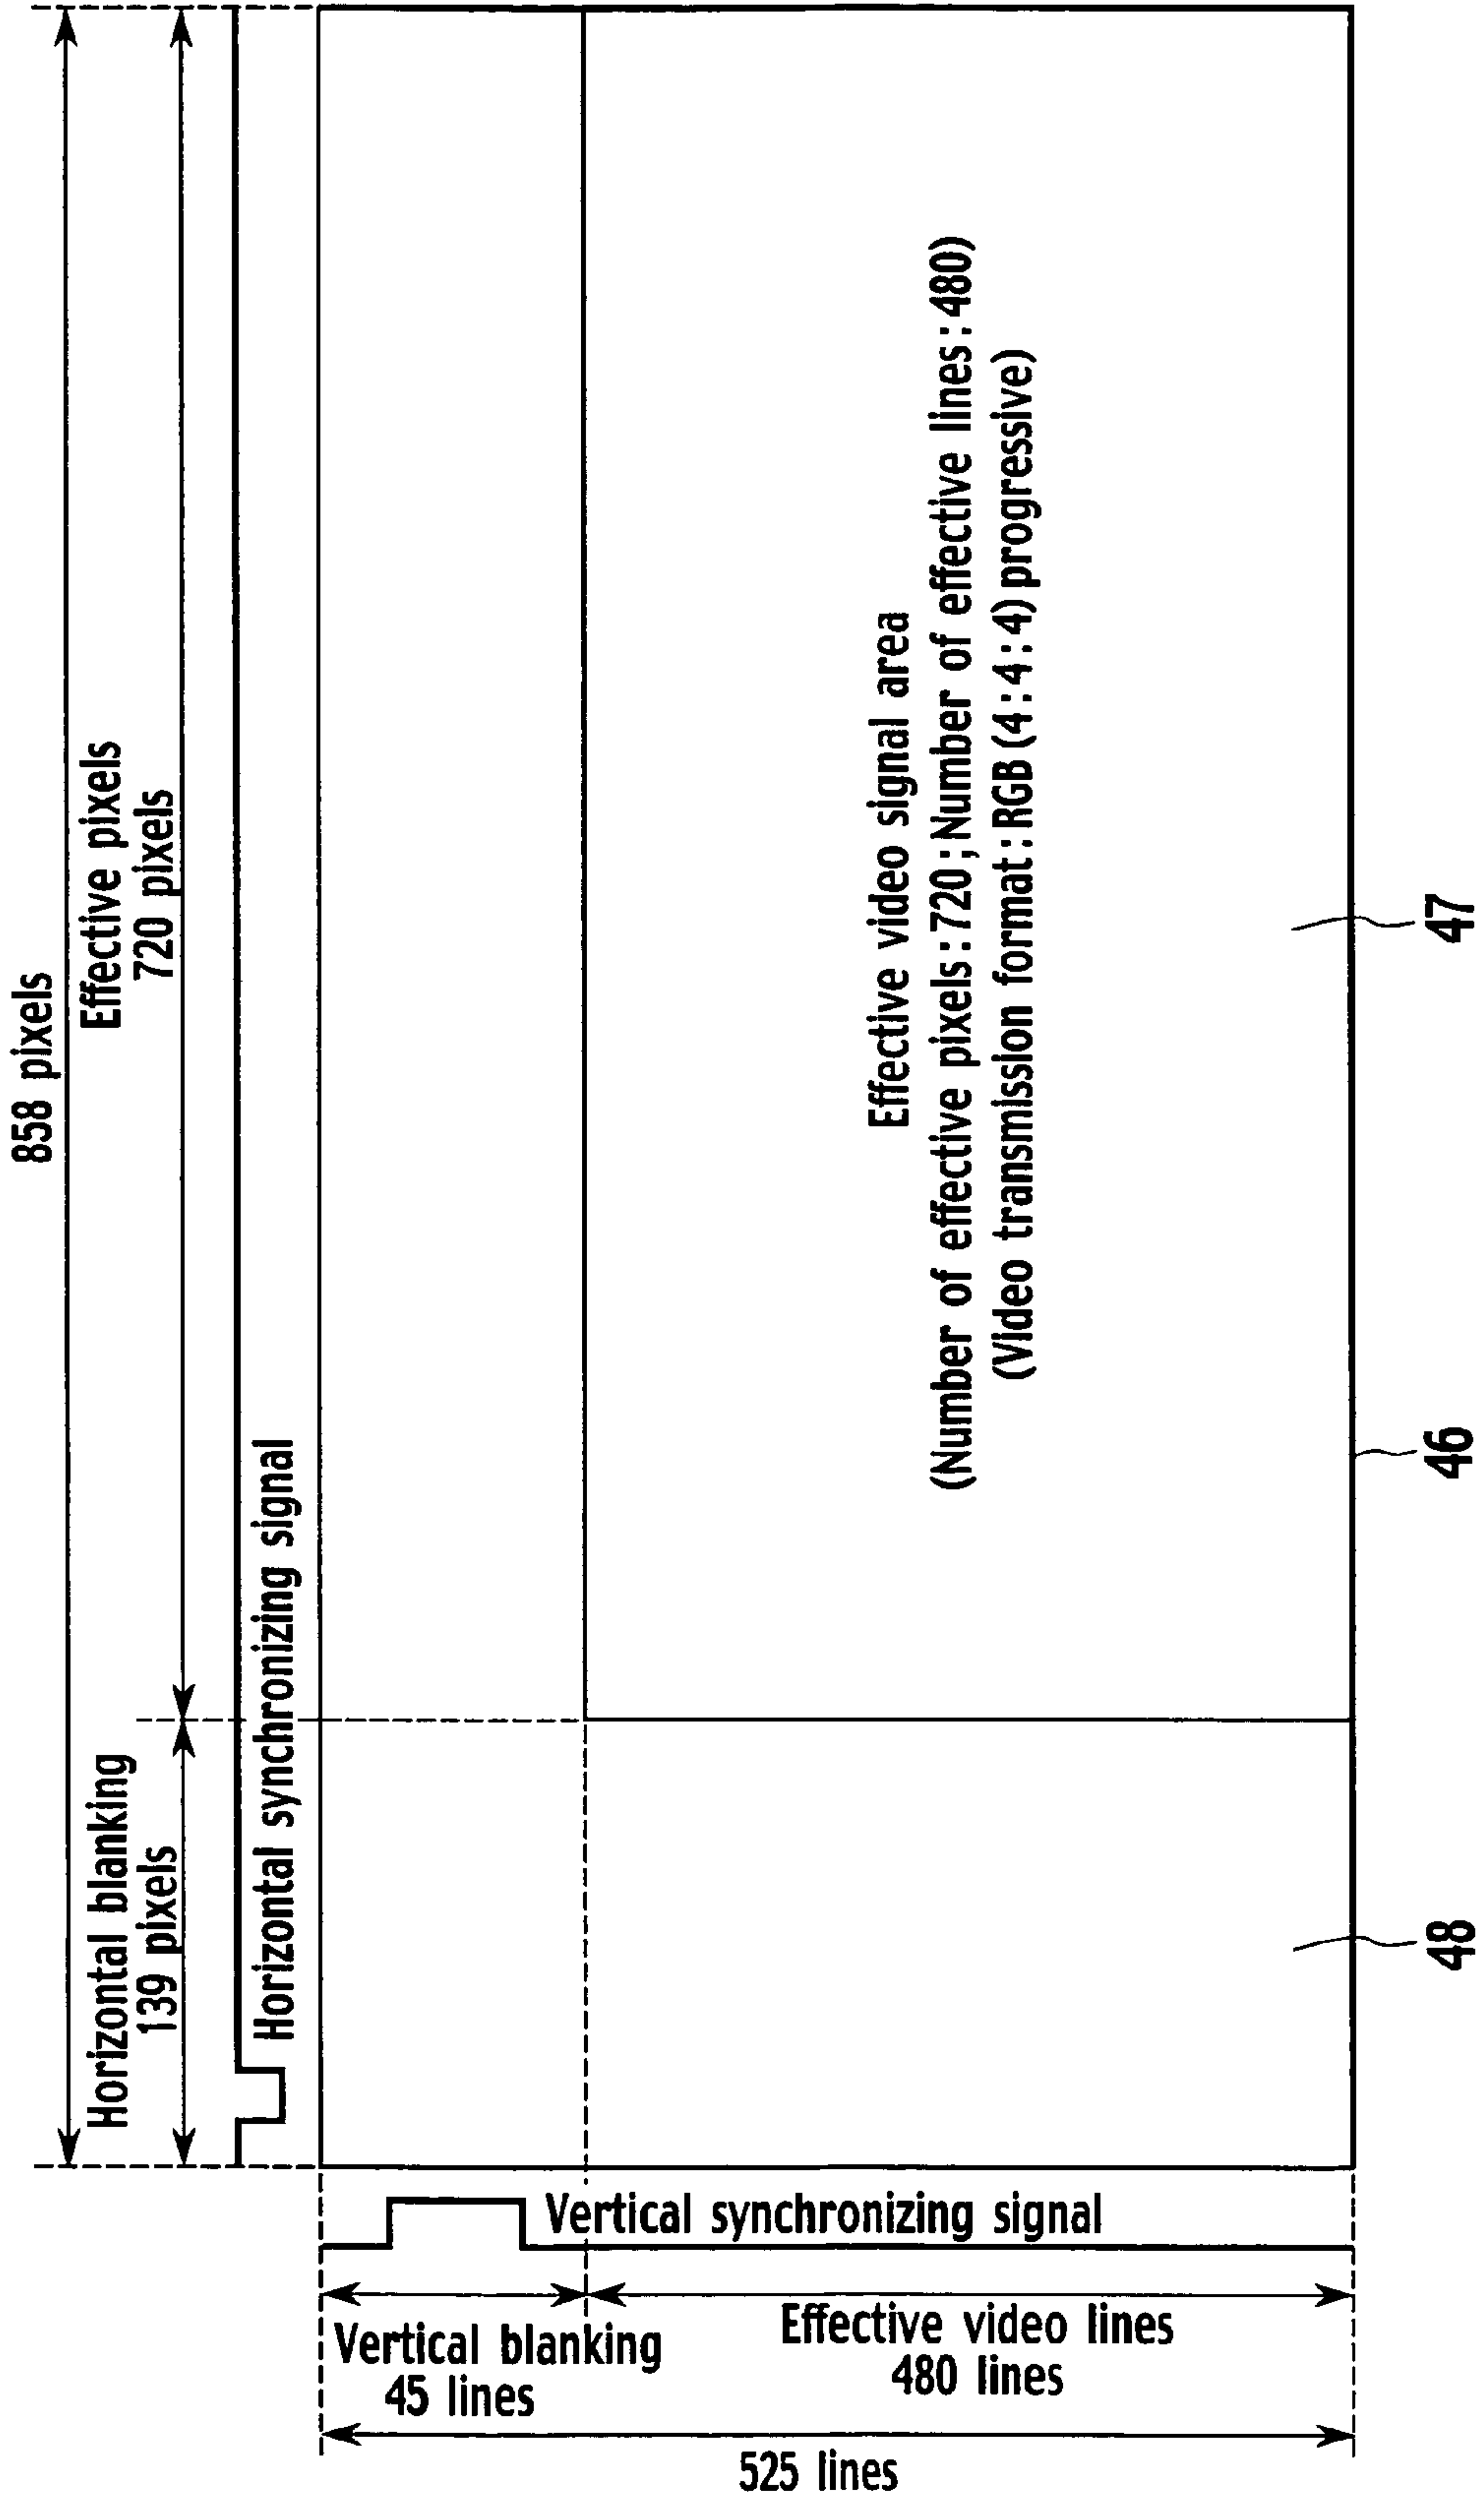 858 pixels
Horizontal blanking
139 pixels
Effective pixels
720 pixels
Horizontal synchronizing signal
Vertical synchronizing signal
Vertical blanking
45 lines
Effective video lines
480 lines
525 lines
Effective video signal area
(Number of effective pixels:720;Number of effective lines:480)
(Video transmission format:RGB(4:4:4)progressive)
48
46
47